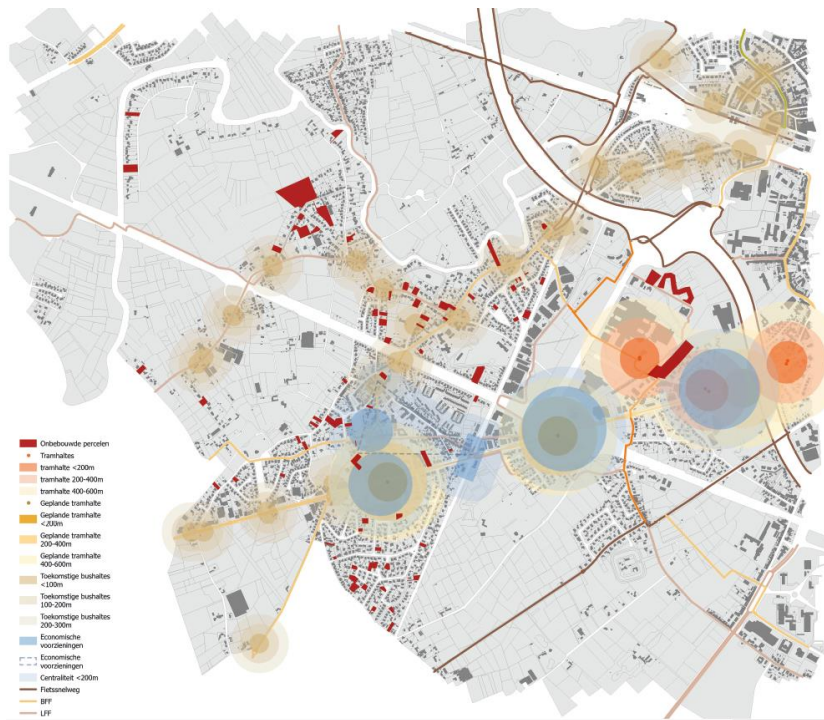 Onbebouwde percelen
Tramhaltes
tramhalte <200m
tramhalte 200-400m
tramhalte 400-600m
Geplande tramhalte
Geplande tramhalte
<200m
Geplande tramhalte
200-400m
Geplande tramhalte
400-600m
Toekomstige bushaltes
<100m
Toekomstige bushaltes
100-200m
Toekomstige bushaltes
200-300m
Economische
voorzieningen
Economische
voorzieningen
Centraliteit <200m
Fietssnelweg
BFF
LFF